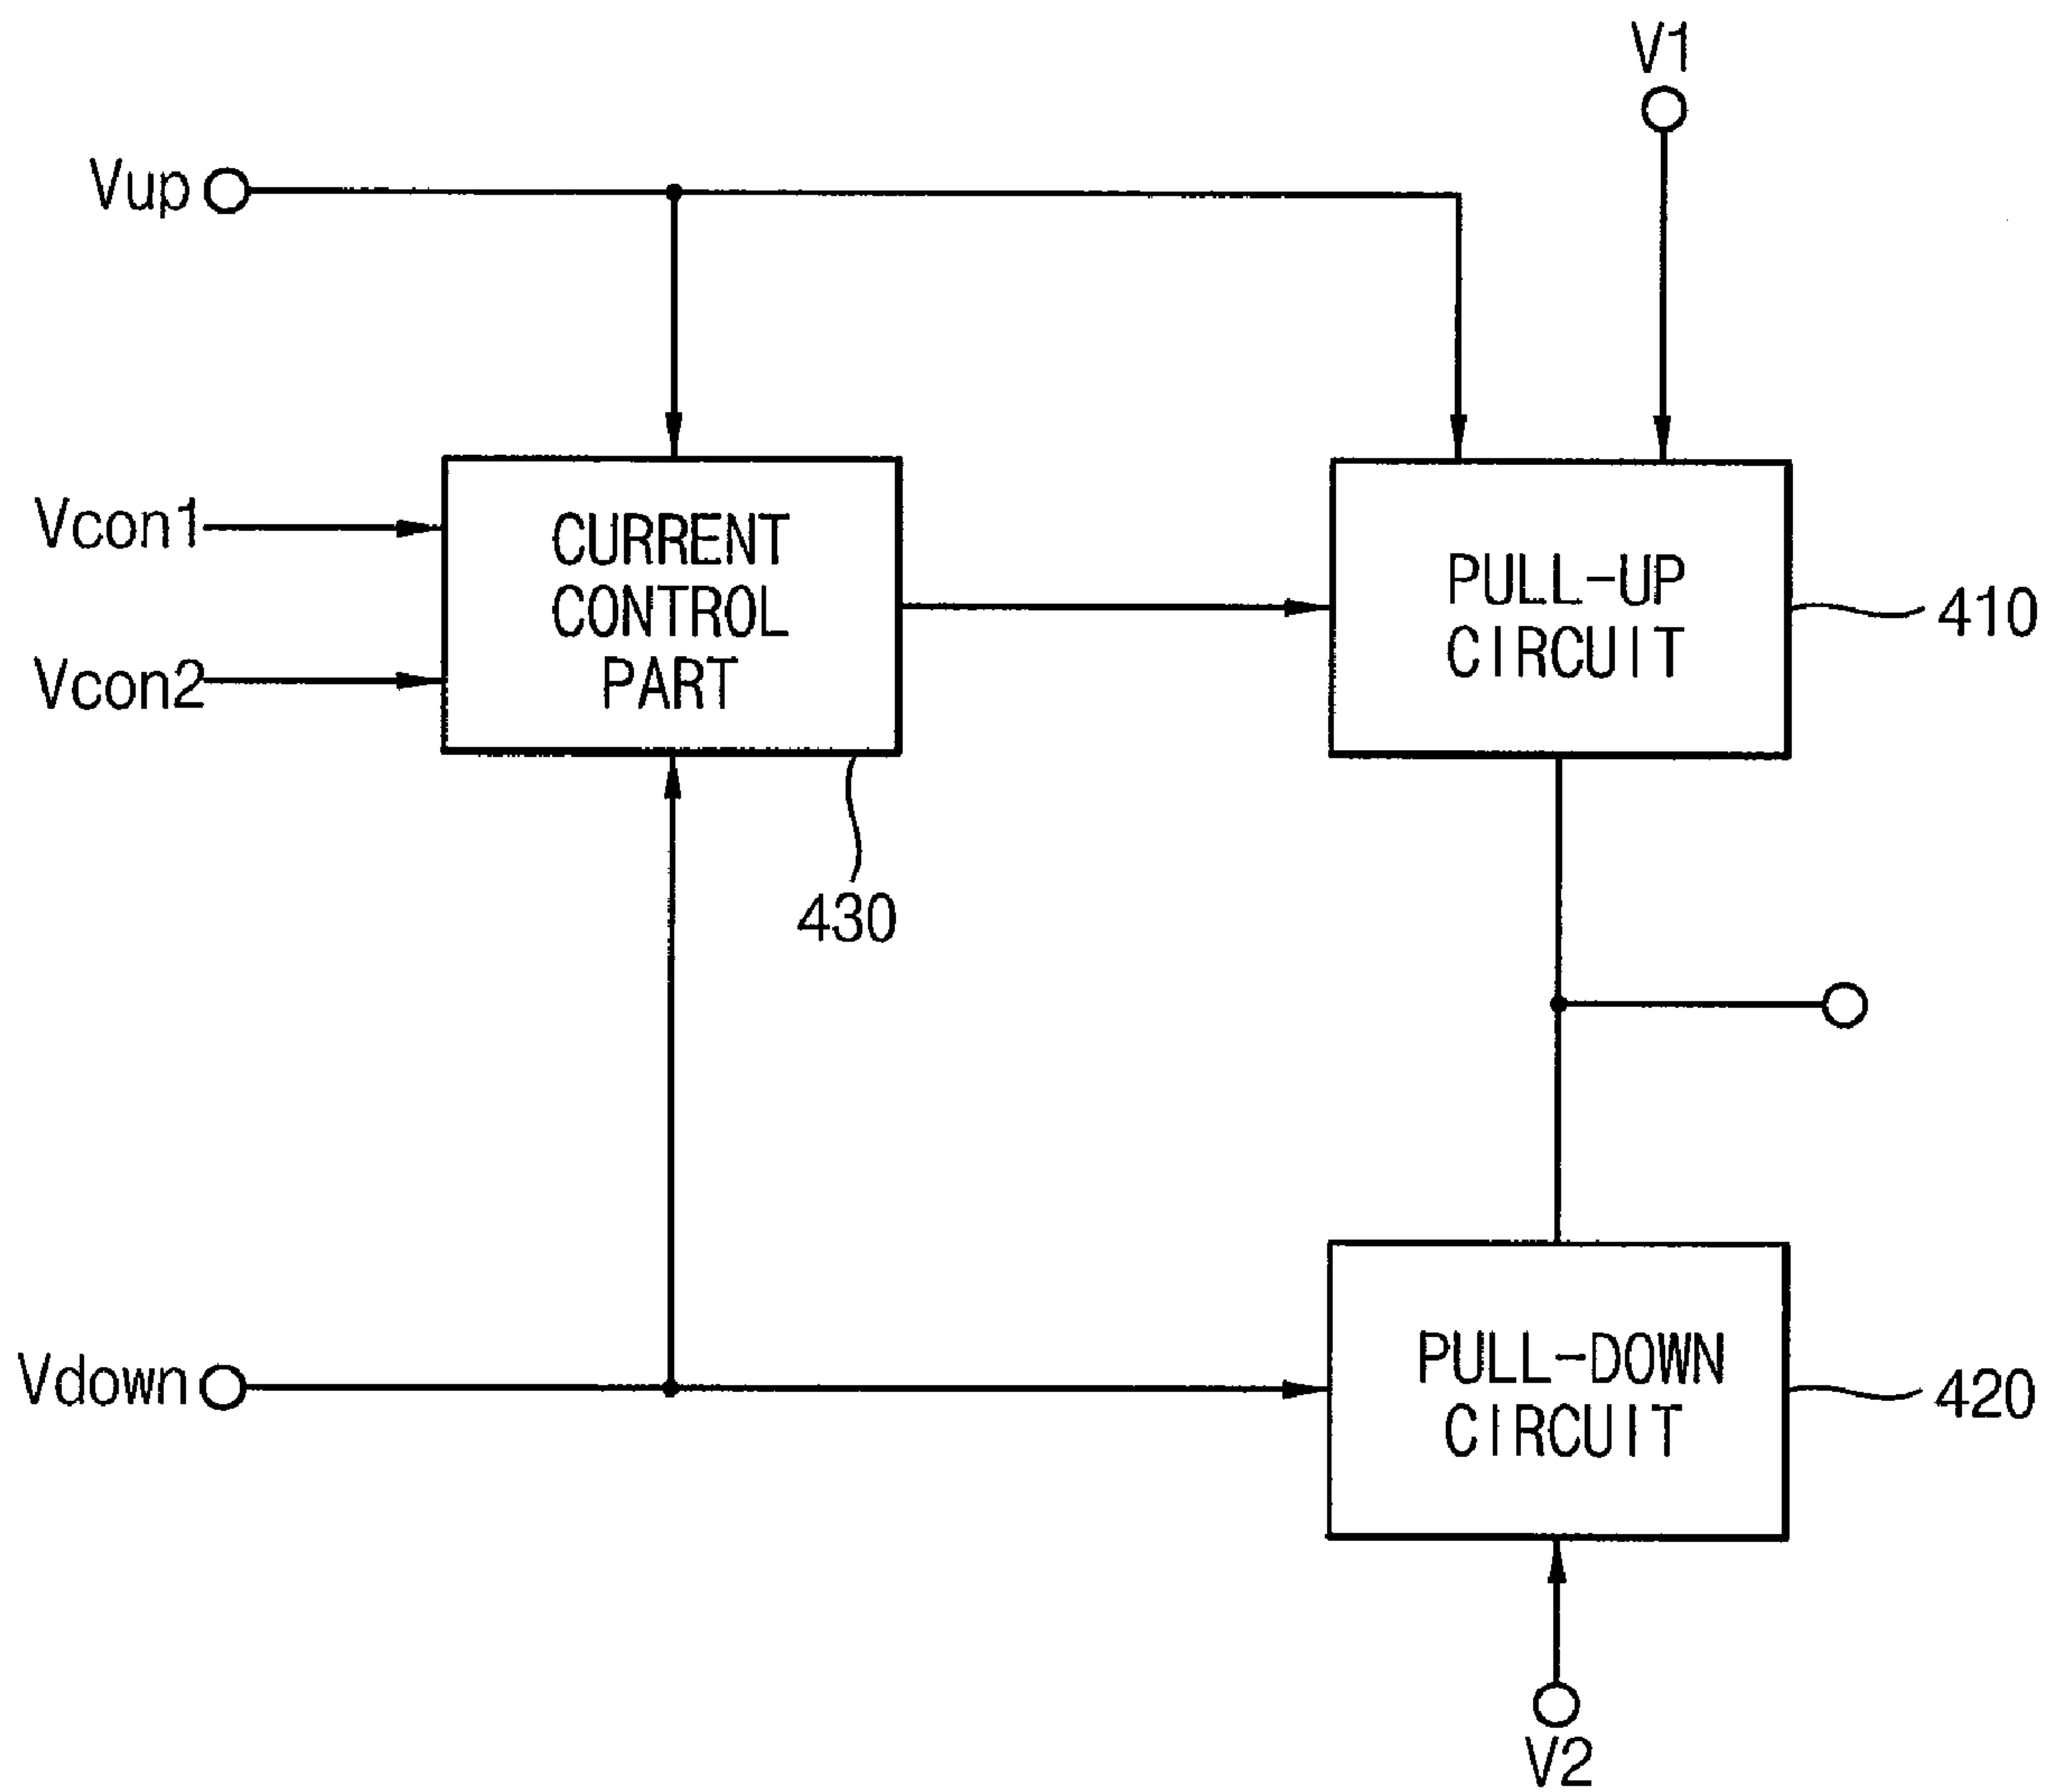 V1
Vup
Vcon1
CURRENT
CONTROL
PART
Vcon2
PULL-UP
CIRCUIT
410
430
Vdown
PULL-DOWN
CIRCUIT
420
V2